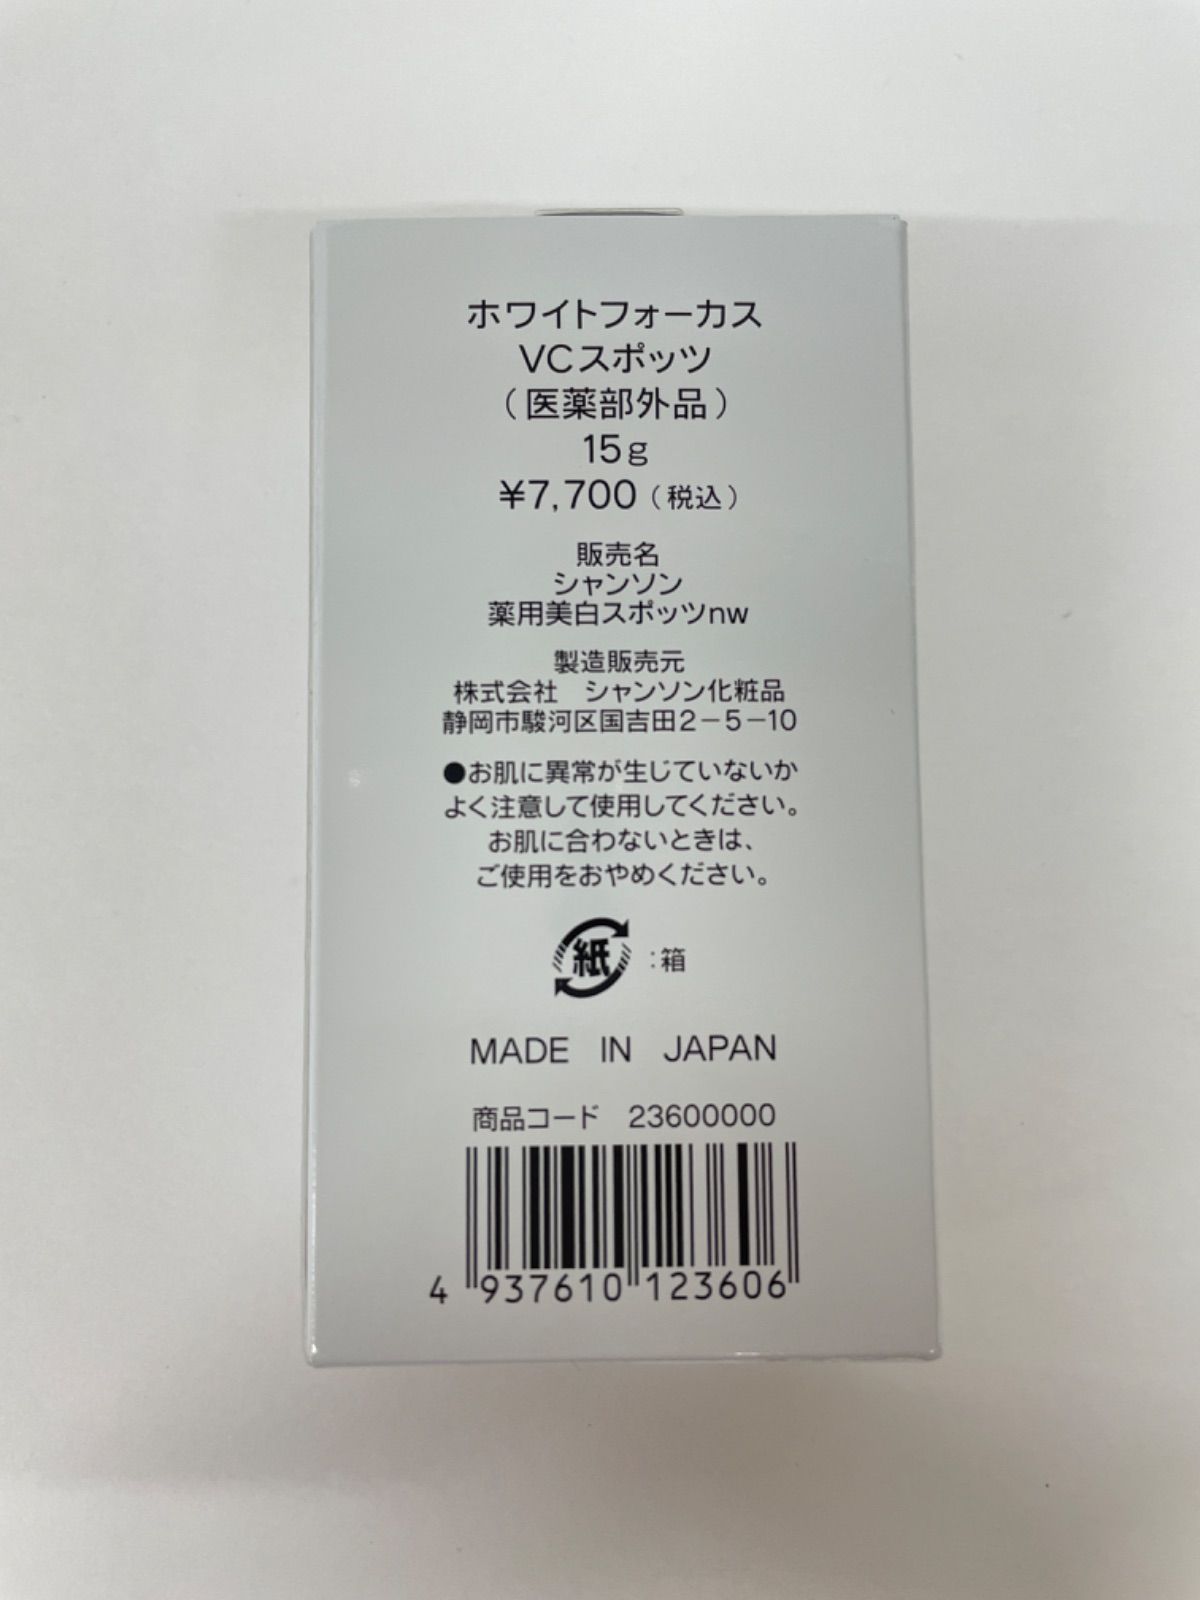 ホワイトフォーカス
VCスポッツ
（医薬部外品）
15g
¥7,700（税込）
販売名
シャンソン
薬用美白スポッツnw
製造販売元
株式会社　シャンソン化粧品
静岡市駿河区国吉田2－5－10
●お肌に異常が生じていないか
よく注意して使用してください。
お肌に合わないときは、
ご使用をおやめください。
紙：箱
MADE IN JAPAN
商品コード　23600000
4 937610 123606